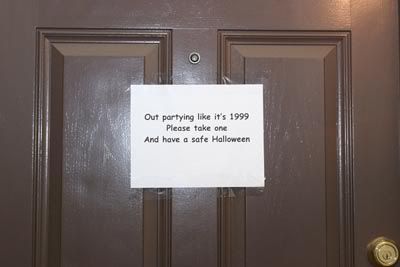 Out partying like it's 1999
Please take one
And have a safe Halloween